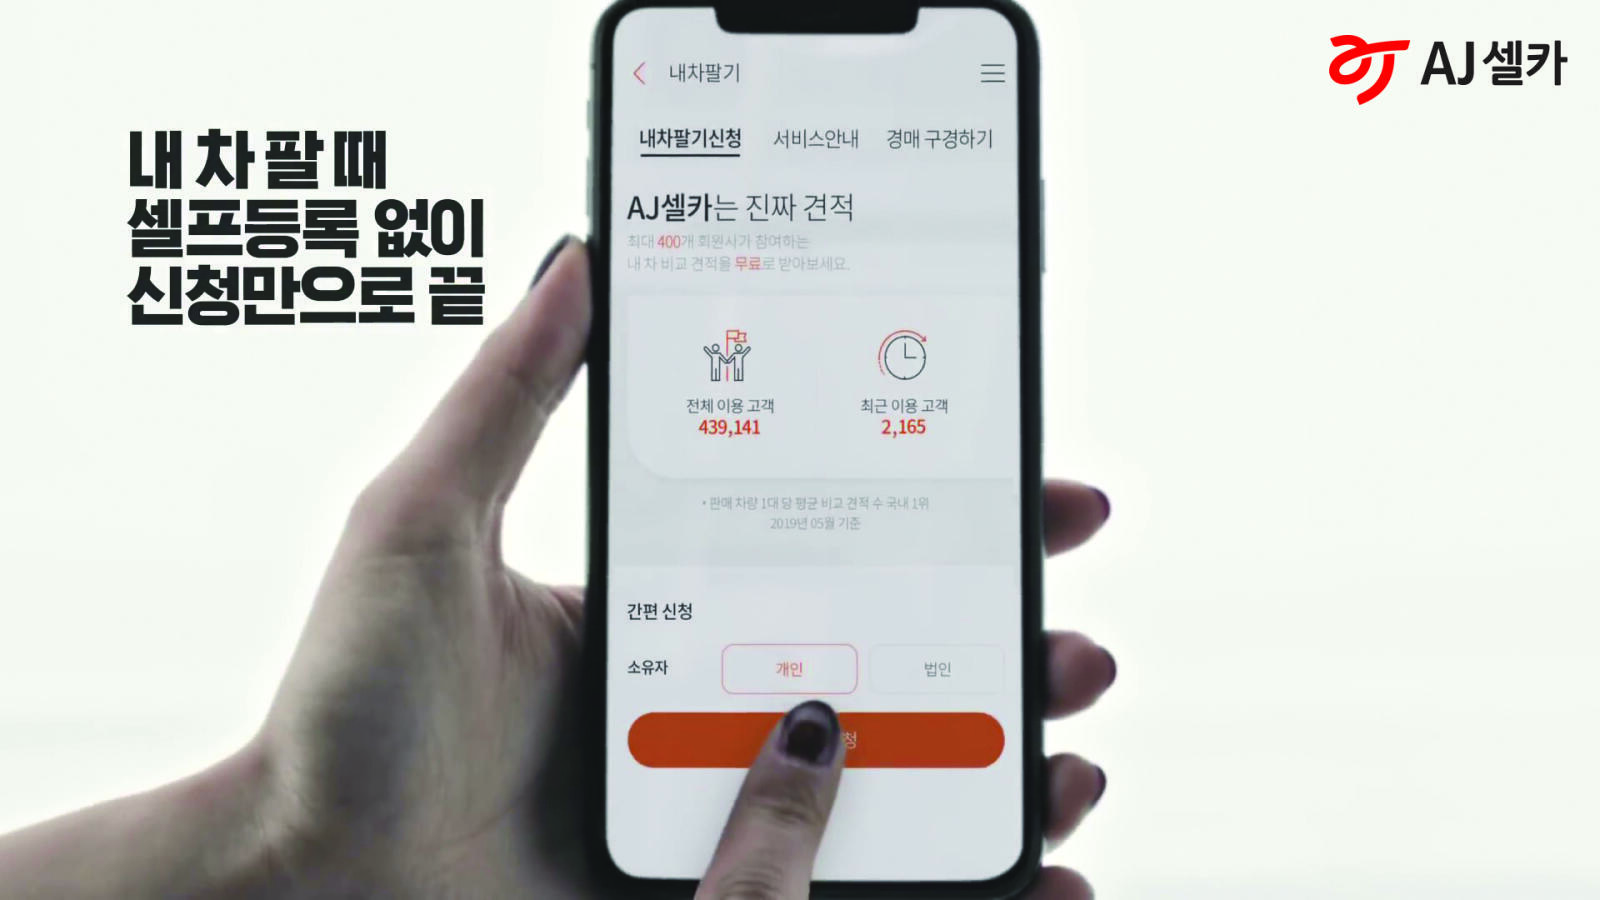 AJ 셀카
내 차 팔 때
셀프등록 없이
신청만으로 끝
내차팔기
내차팔기신청 서비스안내 경매 구경하기
AJ셀카는 진짜 견적
최대 400개 회원사가 참여하는
내 차 비교 견적을 무료로 받아보세요.
전체 이용 고객 최근 이용 고객
439,141 2,165
• 판매 차량 1대 당 평균 비교 견적 수 국내 1위
2019년 05월 기준
간편 신청
소유자 개인 법인
청